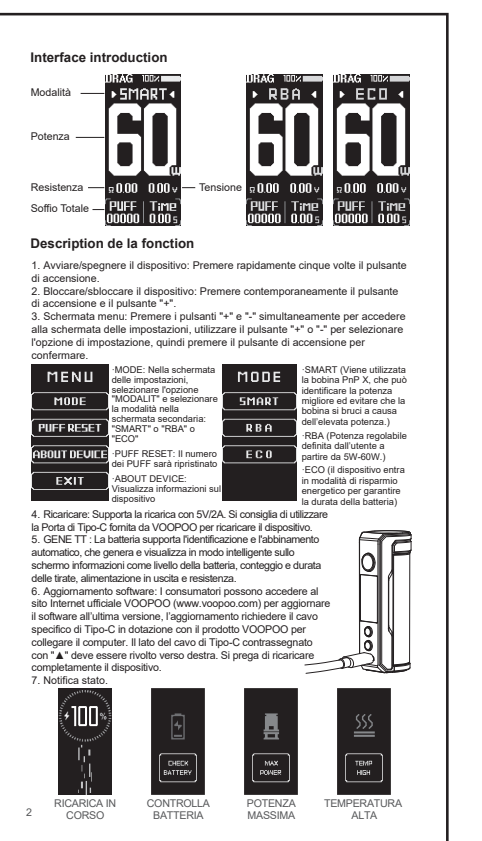 Interface introduction
DRAG 100%
SMART
60W
Ω 0.00 0.00 v
PUFF Time
00000 0.00 s
DRAG 100%
RBA
60W
Ω 0.00 0.00 v
PUFF Time
00000 0.00 s
DRAG 100%
ECO
60W
Ω 0.00 0.00 v
PUFF Time
00000 0.00 s
Modalità
Potenza
Resistenza
Tensione
Soffio Totale
Description de la fonction
1. Avviare/spegnere il dispositivo: Premere rapidamente cinque volte il pulsante
di accensione.
2. Bloccare/sbloccare il dispositivo: Premere contemporaneamente il pulsante
di accensione e il pulsante "+".
3. Schermata menu: Premere i pulsanti "+" e "-" simultaneamente per accedere
alla schermata delle impostazioni, utilizzare il pulsante "+" o "-" per selezionare
l'opzione di impostazione, quindi premere il pulsante di accensione per
confermare.
MENU
MODE
PUFF RESET
ABOUT DEVICE
EXIT
·MODE: Nella schermata
delle impostazioni,
selezionare l'opzione
"MODALIT" e selezionare
la modalità nella
schermata secondaria:
"SMART" o "RBA" o
"ECO"
·PUFF RESET: Il numero
dei PUFF sarà ripristinato
·ABOUT DEVICE:
Visualizza informazioni sul
dispositivo
MODE
SMART
RBA
ECO
·SMART (Viene utilizzata
la bobina PnP X, che può
identificare la potenza
migliore ed evitare che la
bobina si bruci a causa
dell'elevata potenza.)
·RBA (Potenza regolabile
definita dall'utente a
partire da 5W-60W.)
·ECO (il dispositivo entra
in modalità di risparmio
energetico per garantire
la durata della batteria)
4. Ricaricare: Supporta la ricarica con 5V/2A. Si consiglia di utilizzare
la Porta di Tipo-C fornita da VOOPOO per ricaricare il dispositivo.
5. GENE TT : La batteria supporta l'identificazione e l'abbinamento
automatico, che genera e visualizza in modo intelligente sullo
schermo informazioni come livello della batteria, conteggio e durata
delle tirate, alimentazione in uscita e resistenza.
6. Aggiornamento software: I consumatori possono accedere al
sito Internet ufficiale VOOPOO (www.voopoo.com) per aggiornare
il software all'ultima versione, l'aggiornamento richiedere il cavo
specifico di Tipo-C in dotazione con il prodotto VOOPOO per
collegare il computer. Il lato del cavo di Tipo-C contrassegnato
con "▲" deve essere rivolto verso destra. Si prega di ricaricare
completamente il dispositivo.
7. Notifica stato.
100%
CHECK
BATTERY
MAX
POWER
TEMP
HIGH
RICARICA IN
CORSO
CONTROLLA
BATTERIA
POTENZA
MASSIMA
TEMPERATURA
ALTA
2